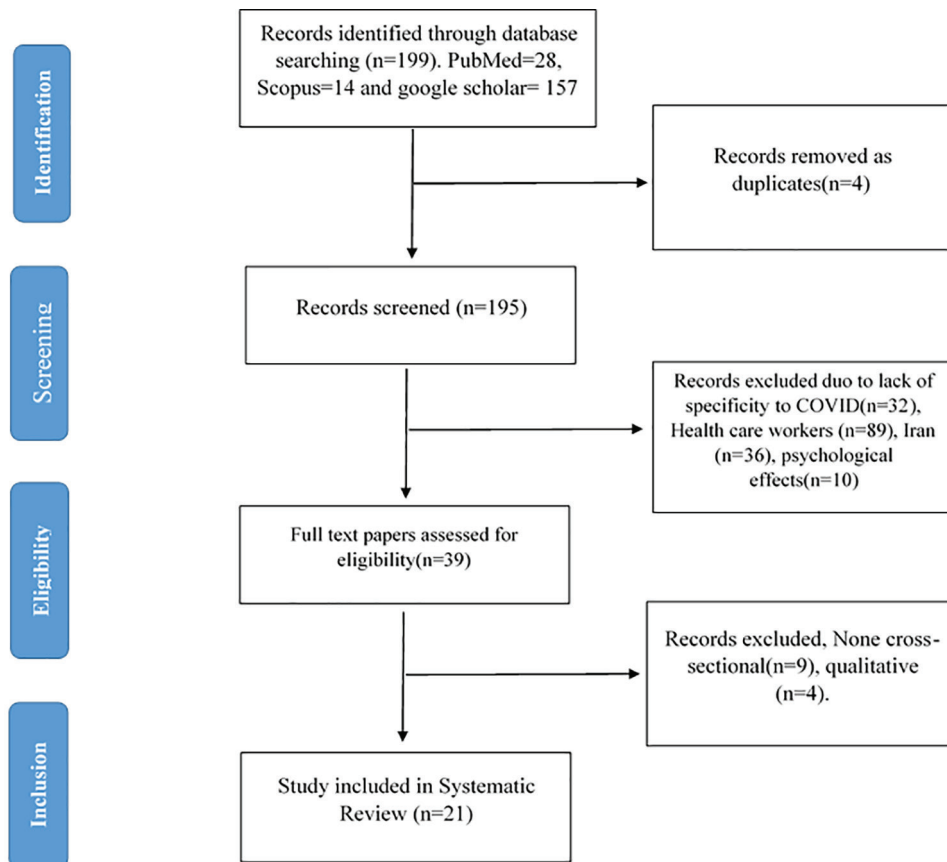 Identification
Records identified through database
searching (n=199). PubMed=28,
Scopus=14 and google scholar= 157
Records removed as
duplicates(n=4)
Screening
Records screened (n=195)
Records excluded duo to lack of
specificity to COVID(n=32),
Health care workers (n=89), Iran
(n=36), psychological
effects(n=10)
Eligibility
Full text papers assessed for
eligibility(n=39)
Records excluded, None cross-
sectional(n=9), qualitative
(n=4).
Inclusion
Study included in Systematic
Review (n=21)